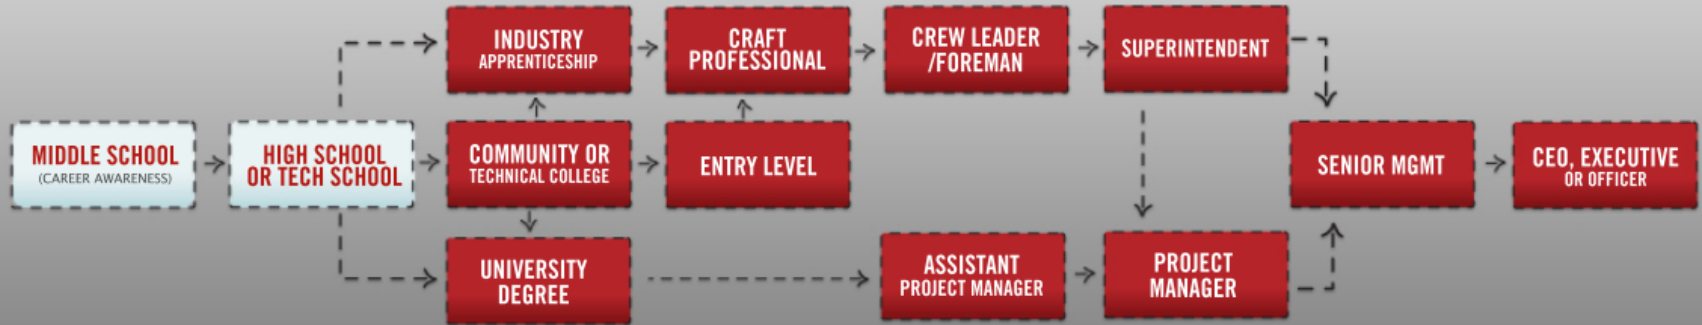 INDUSTRY
APPRENTICESHIP
CRAFT
PROFESSIONAL
CREW LEADER
/FOREMAN
SUPERINTENDENT
MIDDLE SCHOOL
(CAREER AWARENESS)
HIGH SCHOOL
OR TECH SCHOOL
COMMUNITY OR
TECHNICAL COLLEGE
ENTRY LEVEL
SENIOR MGMT
CEO, EXECUTIVE
OR OFFICER
UNIVERSITY
DEGREE
ASSISTANT
PROJECT MANAGER
PROJECT
MANAGER